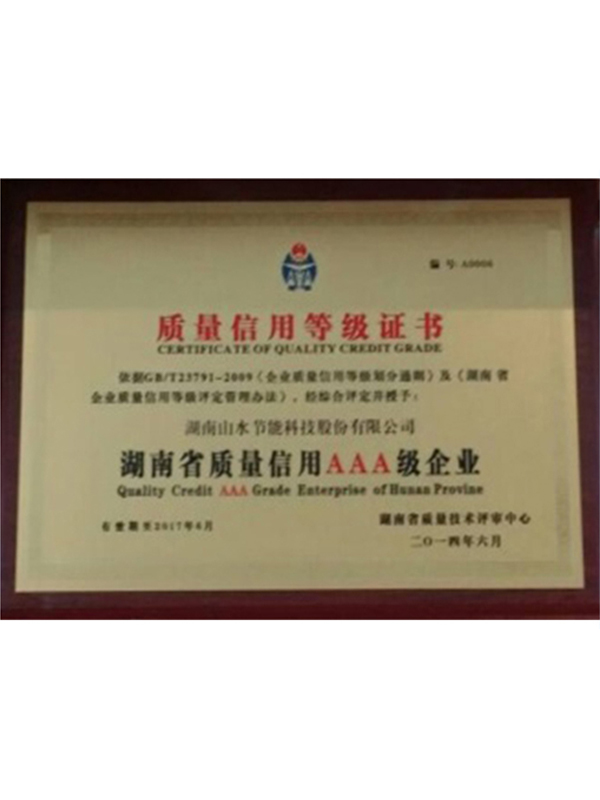 编 号:A0006
质量信用等级证书
CERTIFICATE OF QUALITY CREDIT GRADE
依据GB/T23791-2009《企业质量信用等级划分通则》及《湖南省
企业质量信用等级评定管理办法》,经综合评定并授予:
湖南山水节能科技股份有限公司
湖南省质量信用AAA级企业
Quality Credit AAA Grade Enterprise of Hunan Provine
有效期至2017年6月
湖南省质量技术评审中心
二〇一四年六月